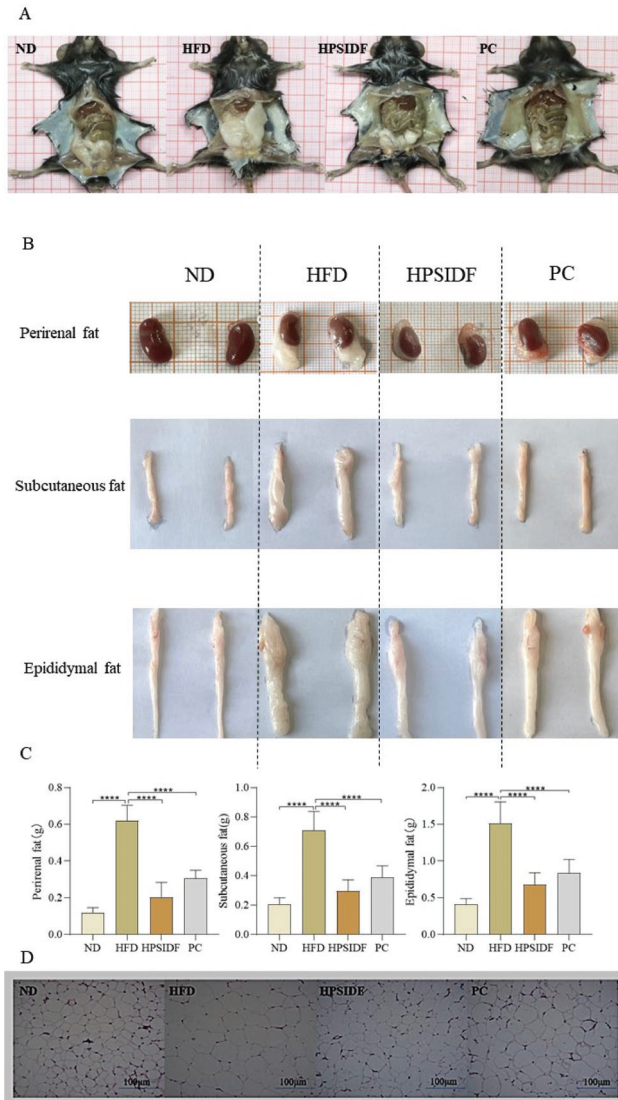 A
ND HFD HPSIDF PC
B
ND HFD HPSIDF PC
Perirenal fat
Subcutaneous fat
Epididymal fat
C
**** **** ****
Perirenal fat(g)
0.8
0.6
0.4
0.2
0.0
ND HFD HPSIDF PC
**** **** ****
Subcutaneous fat(g)
1.0
0.8
0.6
0.4
0.2
0.0
ND HFD HPSIDF PC
**** **** ****
Epididymal fat(g)
2.0
1.5
1.0
0.5
0.0
ND HFD HPSIDF PC
D
ND HFD HPSIDF PC
100μm 100μm 100μm 100μm